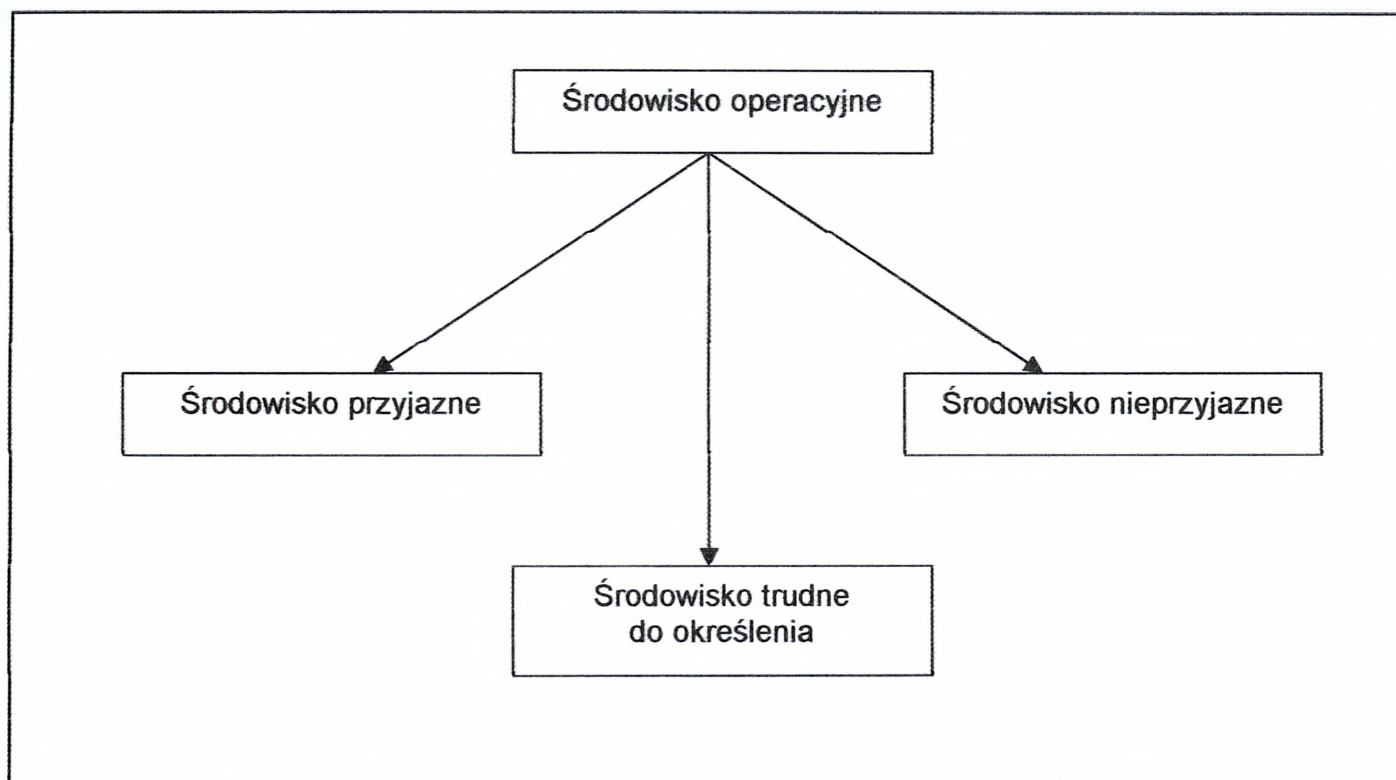 Środowisko operacyjne
Środowisko przyjazne
Środowisko nieprzyjazne
Środowisko trudne
do określenia